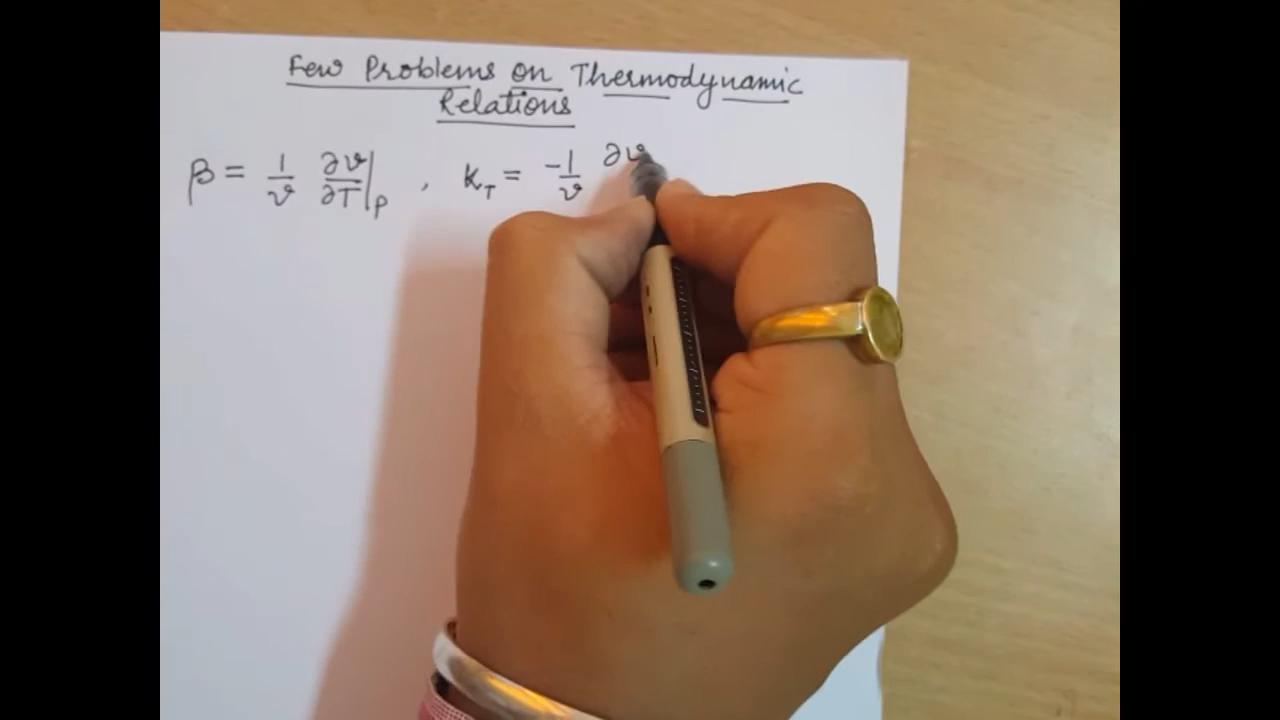 Few Problems on Thermodynamic
Relations
β = 1/v ∂v/∂T|P , KT = -1/v ∂v